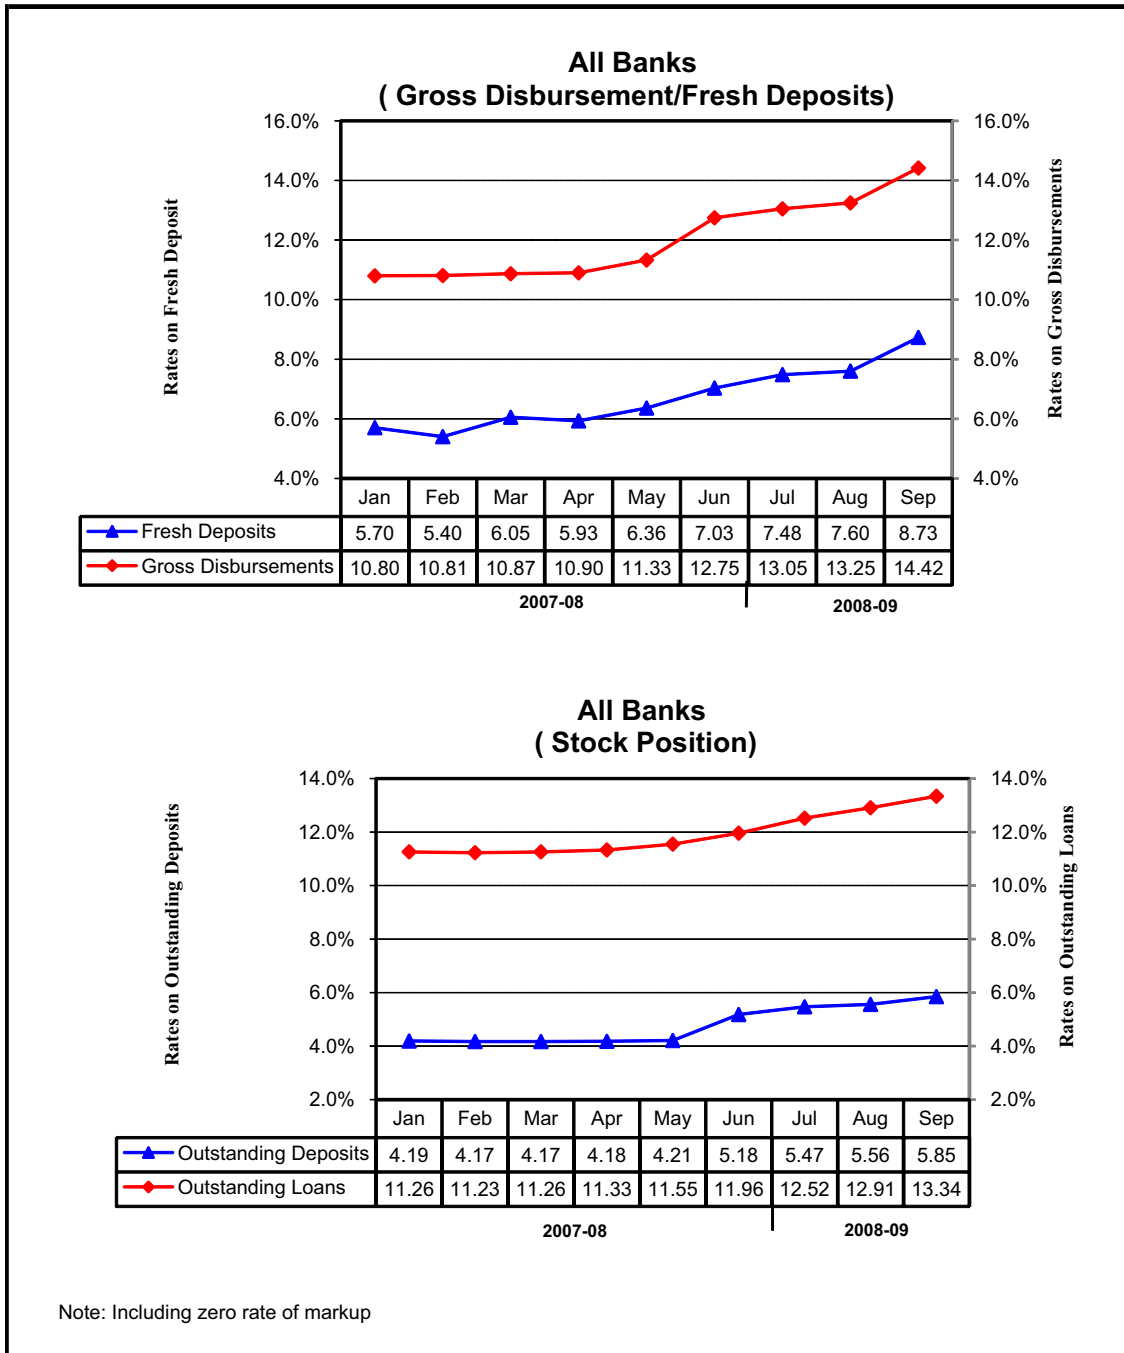 All Banks
( Gross Disbursement/Fresh Deposits)
Rates on Fresh Deposit
Rates on Gross Disbursements
16.0% 16.0%
14.0% 14.0%
12.0% 12.0%
10.0% 10.0%
8.0% 8.0%
6.0% 6.0%
4.0% 4.0%
Jan Feb Mar Apr May Jun Jul Aug Sep
Fresh Deposits 5.70 5.40 6.05 5.93 6.36 7.03 7.48 7.60 8.73
Gross Disbursements 10.80 10.81 10.87 10.90 11.33 12.75 13.05 13.25 14.42
2007-08 2008-09
All Banks
( Stock Position)
Rates on Outstanding Deposits
Rates on Outstanding Loans
14.0% 14.0%
12.0% 12.0%
10.0% 10.0%
8.0% 8.0%
6.0% 6.0%
4.0% 4.0%
2.0% 2.0%
Jan Feb Mar Apr May Jun Jul Aug Sep
Outstanding Deposits 4.19 4.17 4.17 4.18 4.21 5.18 5.47 5.56 5.85
Outstanding Loans 11.26 11.23 11.26 11.33 11.55 11.96 12.52 12.91 13.34
2007-08 2008-09
Note: Including zero rate of markup